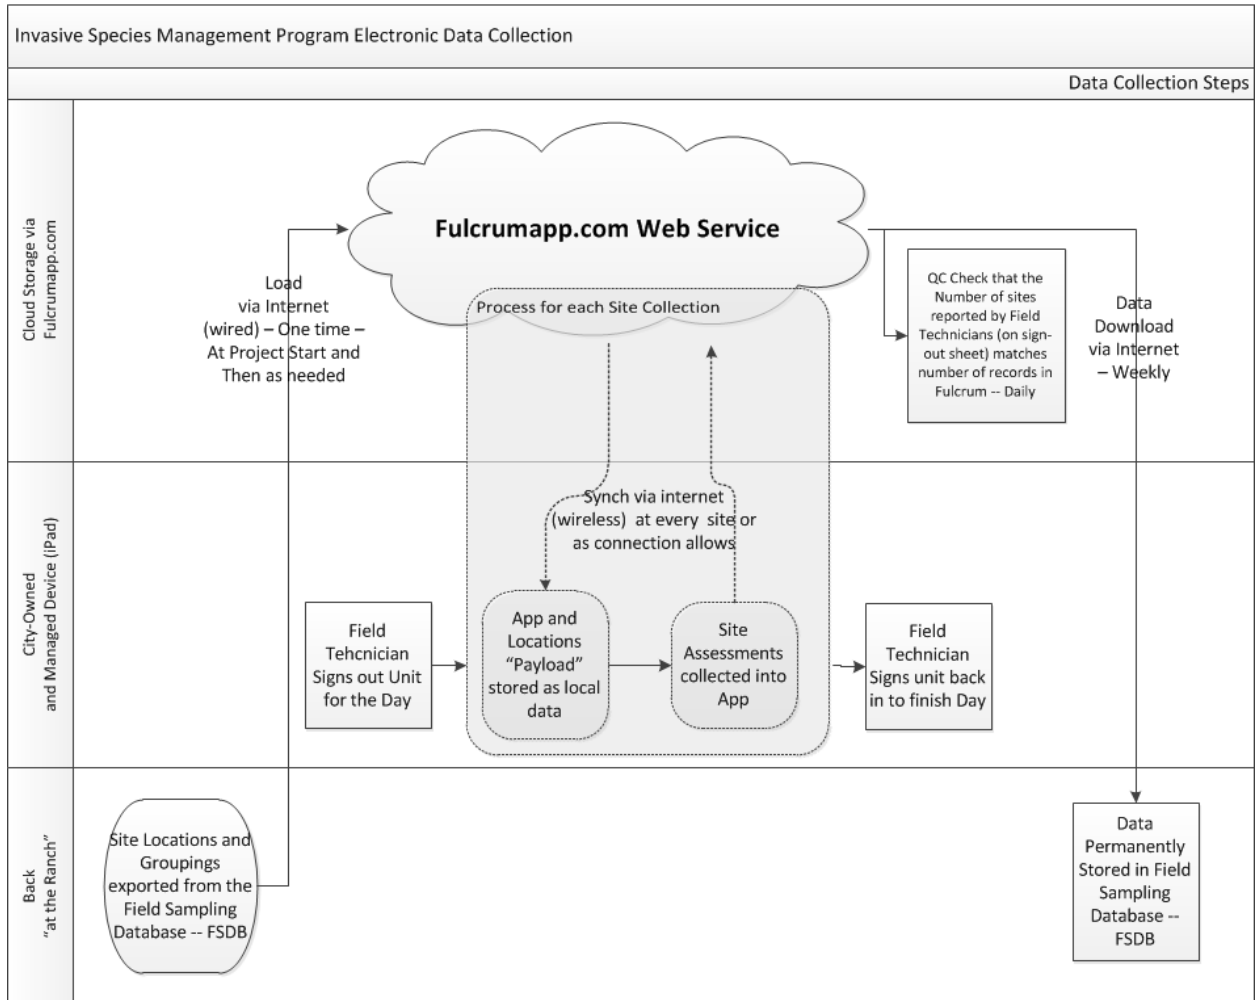 Invasive Species Management Program Electronic Data Collection
Data Collection Steps
Cloud Storage via
Fulcrumapp.com
Fulcrumapp.com Web Service
Load
via Internet
(wired) – One time –
At Project Start and
Then as needed
Process for each Site Collection
QC Check that the
Number of sites
reported by Field
Technicians (on sign-
out sheet) matches
number of records in
Fulcrum -- Daily
Data
Download
via Internet
– Weekly
City-Owned
and Managed Device (iPad)
Synch via internet
(wireless) at every site or
as connection allows
Field
Tehcnician
Signs out Unit
for the Day
App and
Locations
“Payload”
stored as local
data
Site
Assessments
collected into
App
Field
Technician
Signs unit back
in to finish Day
Back
“at the Ranch”
Site Locations and
Groupings
exported from the
Field Sampling
Database -- FSDB
Data
Permanently
Stored in Field
Sampling
Database --
FSDB